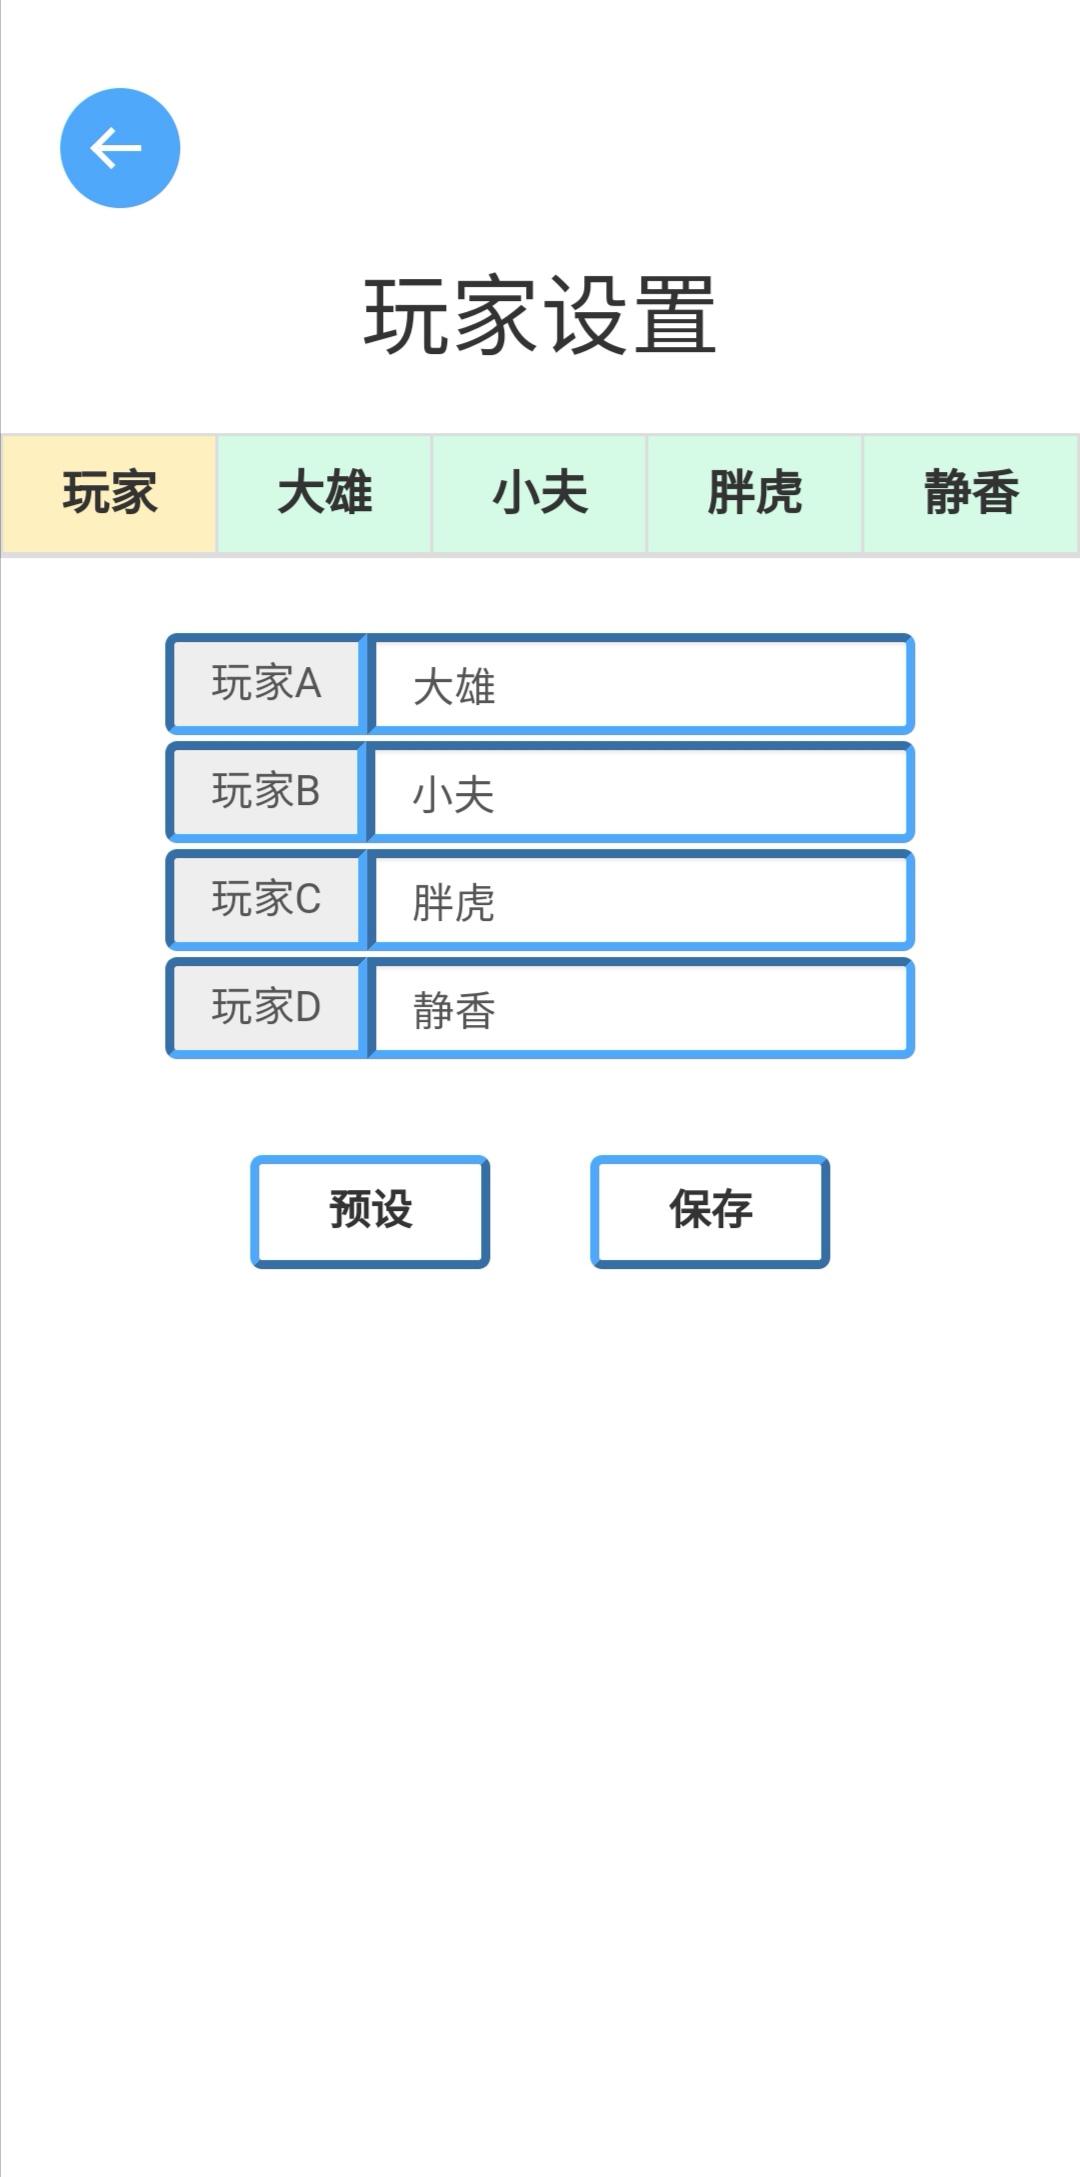 玩家设置
玩家 大雄 小夫 胖虎 静香
玩家A 大雄
玩家B 小夫
玩家C 胖虎
玩家D 静香
预设 保存